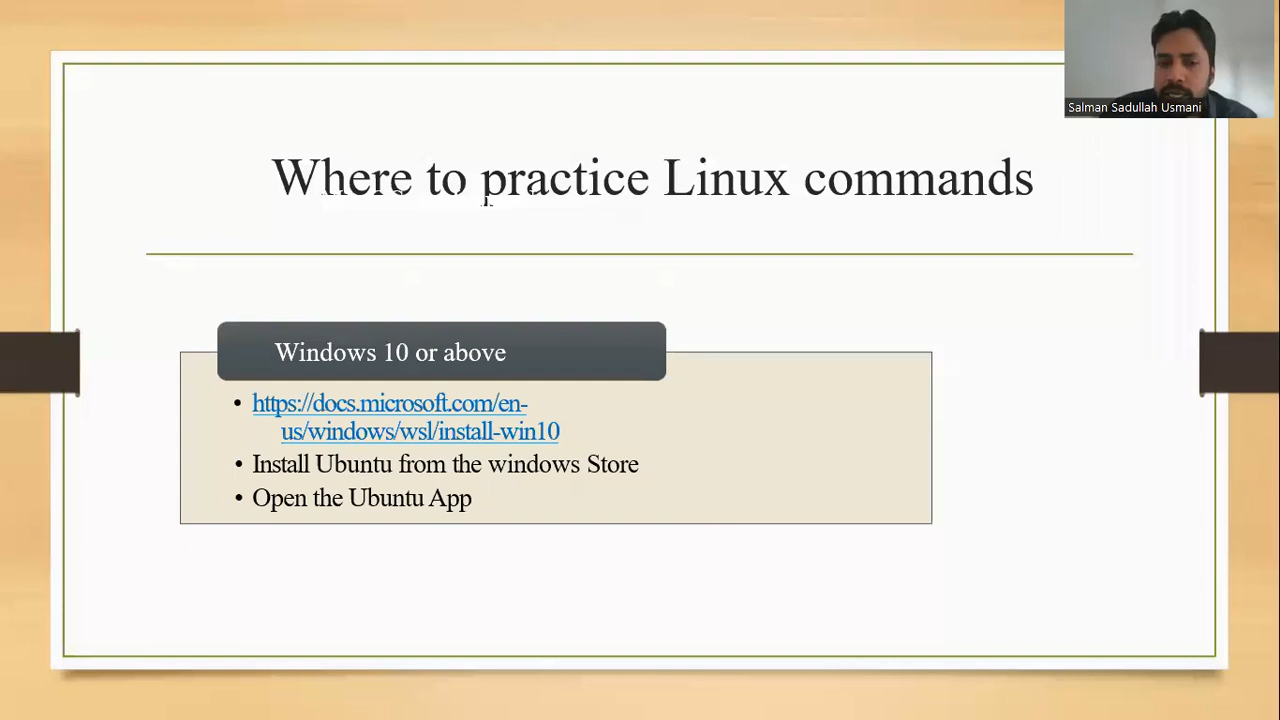 Salman Sadullah Usmani
Where to practice Linux commands
Windows 10 or above
• https://docs.microsoft.com/en-
us/windows/wsl/install-win10
• Install Ubuntu from the windows Store
• Open the Ubuntu App